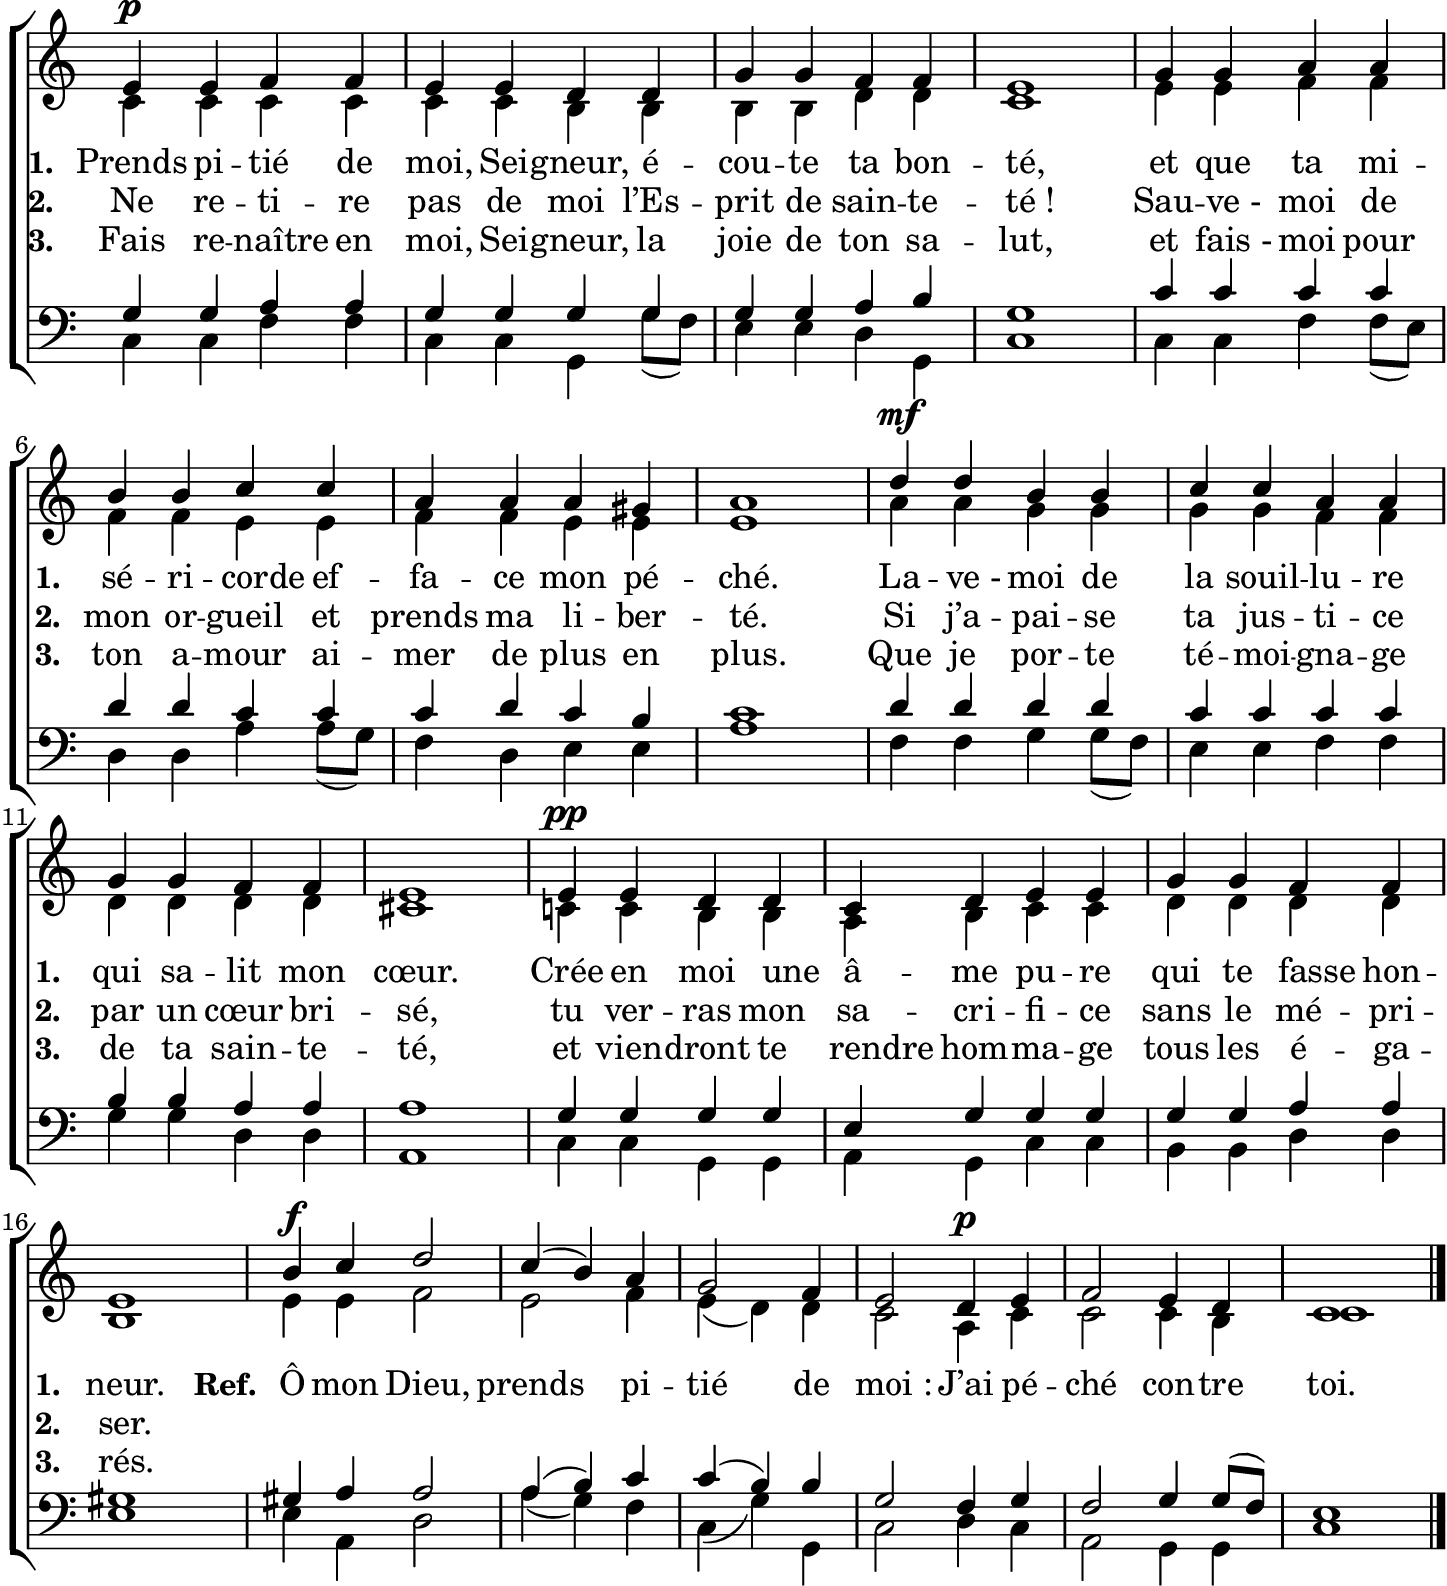 p
1. Prends pi – tié de moi, Seigneur, é – cou – te ta bon – té, et que ta mi –
2. Ne re – ti – re pas de moi l’Es – prit de sain – te – té ! Sau – ve - moi de
3. Fais re – naître en moi, Seigneur, la joie de ton sa – lut, et fais - moi pour
6 mf
1. sé – ri – corde ef – fa – ce mon pé – ché. La – ve - moi de la souil – lu – re
2. mon or – gueil et prends ma li – ber – té. Si j’a – pai – se ta jus – ti – ce
3. ton a – mour ai – mer de plus en plus. Que je por – te té – moi – gna – ge
11 pp
1. qui sa – lit mon cœur. Crée en moi une â – me pu – re qui te fasse hon –
2. par un cœur bri – sé, tu ver – ras mon sa – cri – fi – ce sans le mé – pri –
3. de ta sain – te – té, et viendront te rendre hom – ma – ge tous les é – ga –
16 f p
1. neur. Ref. Ô mon Dieu, prends pi – tié de moi : J’ai pé – ché contre toi.
2. ser.
3. rés.